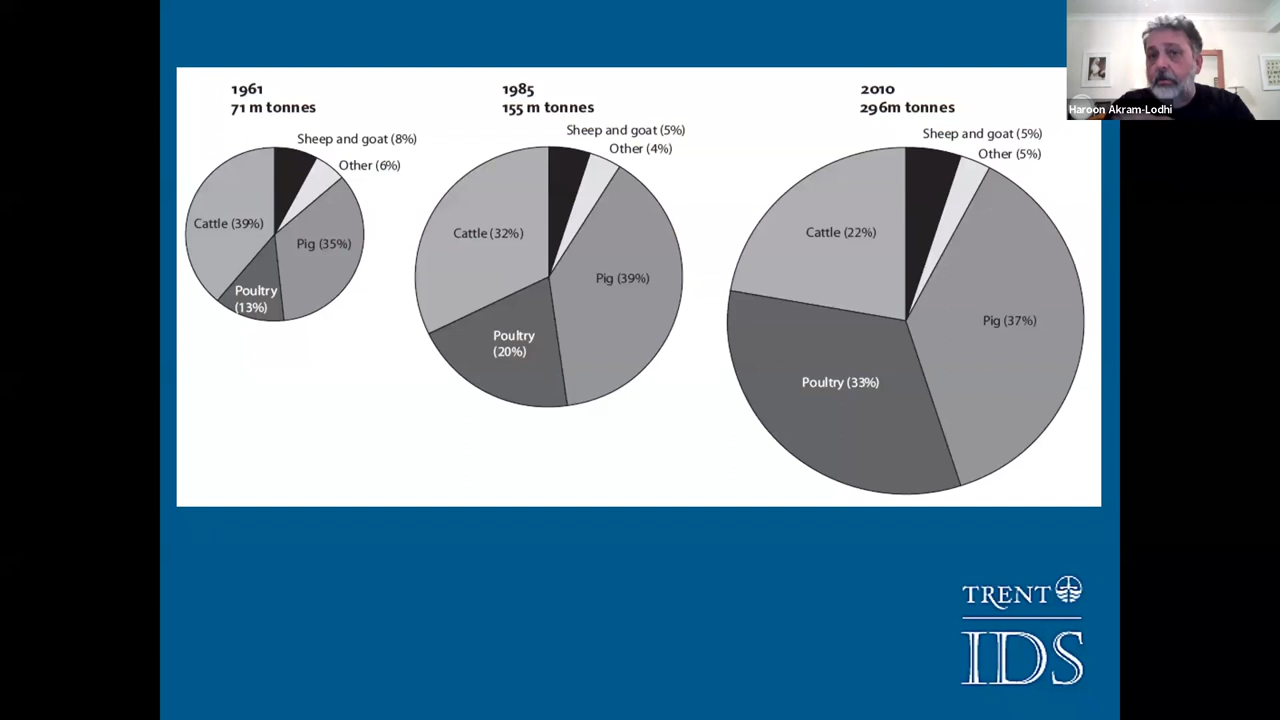 1961
71 m tonnes
Sheep and goat (8%)
Other (6%)
Cattle (39%)
Pig (35%)
Poultry
(13%)
1985
155 m tonnes
Sheep and goat (5%)
Other (4%)
Cattle (32%)
Pig (39%)
Poultry
(20%)
2010
296m tonnes
Sheep and goat (5%)
Other (5%)
Cattle (22%)
Pig (37%)
Poultry (33%)
Haroon Akram-Lodhi
TRENT
IDS